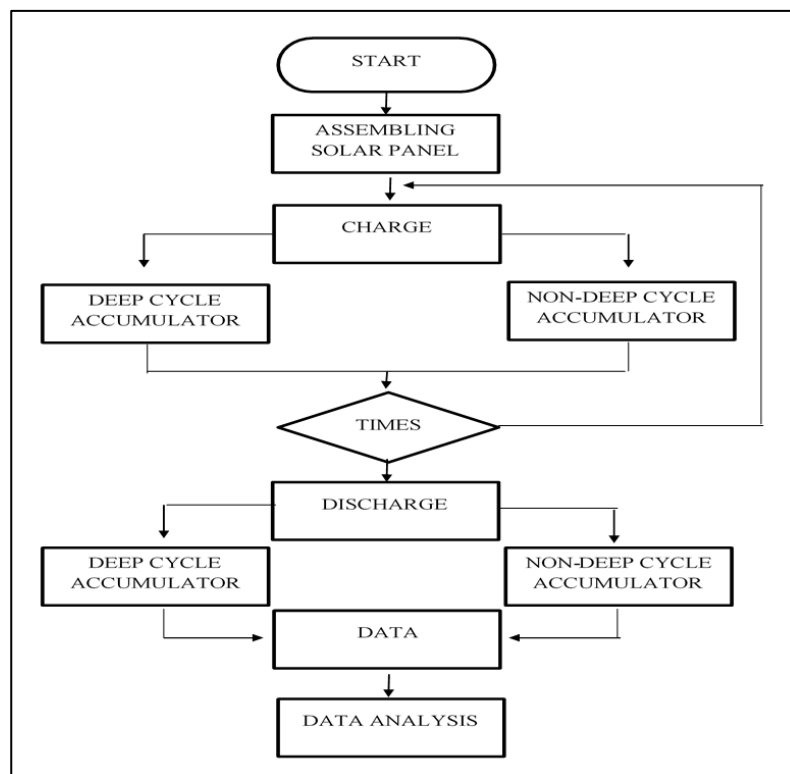 START
ASSEMBLING
SOLAR PANEL
CHARGE
DEEP CYCLE
ACCUMULATOR
NON-DEEP CYCLE
ACCUMULATOR
TIMES
DISCHARGE
DEEP CYCLE
ACCUMULATOR
NON-DEEP CYCLE
ACCUMULATOR
DATA
DATA ANALYSIS